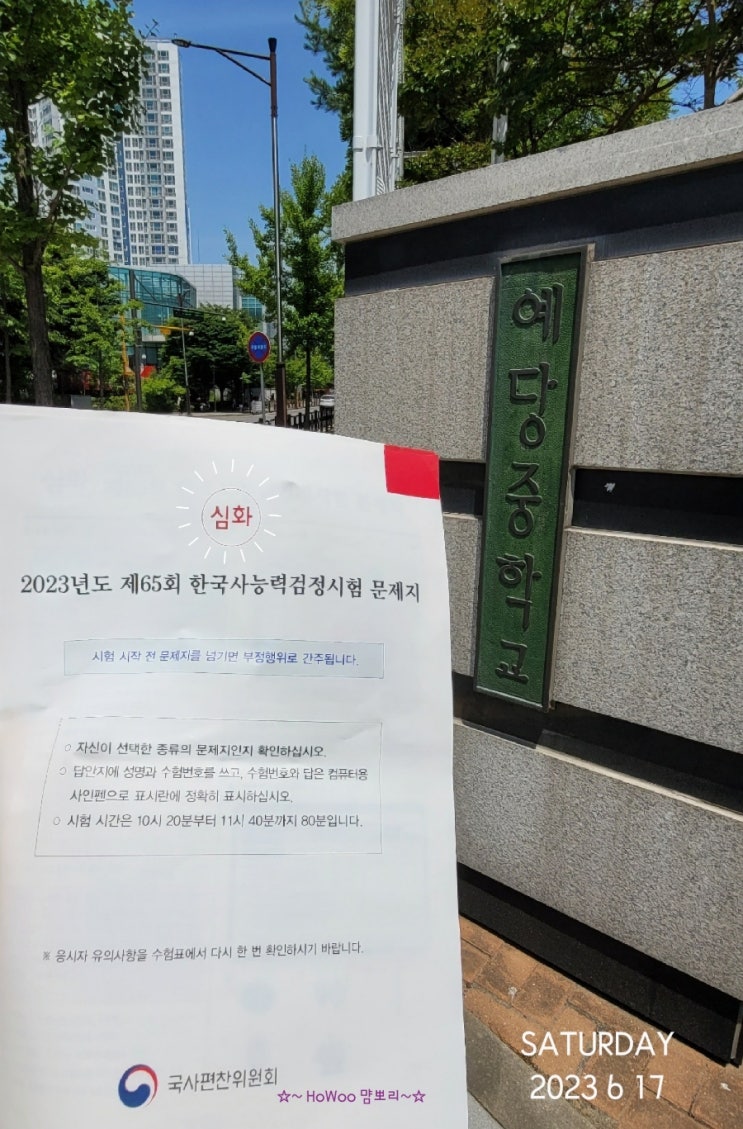 예당중학교
심화
2023년도 제65회 한국사능력검정시험 문제지
시험 시작 전 문제지를 넘기면 부정행위로 간주됩니다.
○ 자신이 선택한 종류의 문제지인지 확인하십시오.
○ 답안지에 성명과 수험번호를 쓰고, 수험번호와 답은 컴퓨터용
사인펜으로 표시란에 정확히 표시하십시오.
○ 시험 시간은 10시 20분부터 11시 40분까지 80분입니다.
※ 응시자 유의사항을 수험표에서 다시 한 번 확인하시기 바랍니다.
국사편찬위원회
☆~ HoWoo 먐뽀리~☆
SATURDAY
2023 6 17